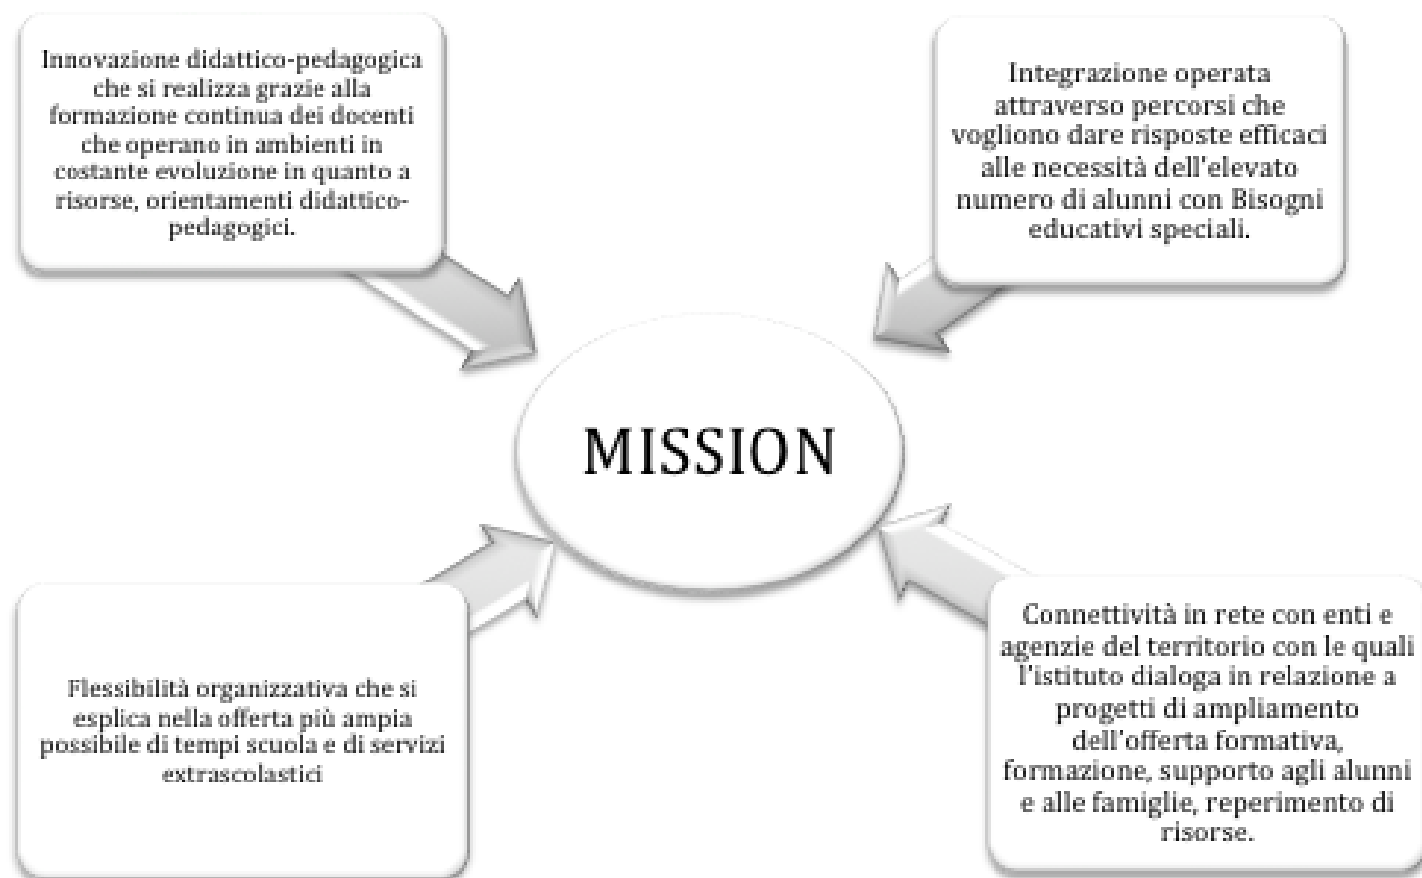 Innovazione didattico-pedagogica
che si realizza grazie alla
formazione continua dei docenti
che operano in ambienti in
costante evoluzione in quanto a
risorse, orientamenti didattico-
pedagogici.
Integrazione operata
attraverso percorsi che
vogliono dare risposte efficaci
alle necessità dell'elevato
numero di alunni con Bisogni
educativi speciali.
MISSION
Flessibilità organizzativa che si
esplica nella offerta più ampia
possibile di tempi scuola e di servizi
extrascolastici
Connettività in rete con enti e
agenzie del territorio con le quali
l'istituto dialoga in relazione a
progetti di ampliamento
dell'offerta formativa,
formazione, supporto agli alunni
e alle famiglie, reperimento di
risorse.